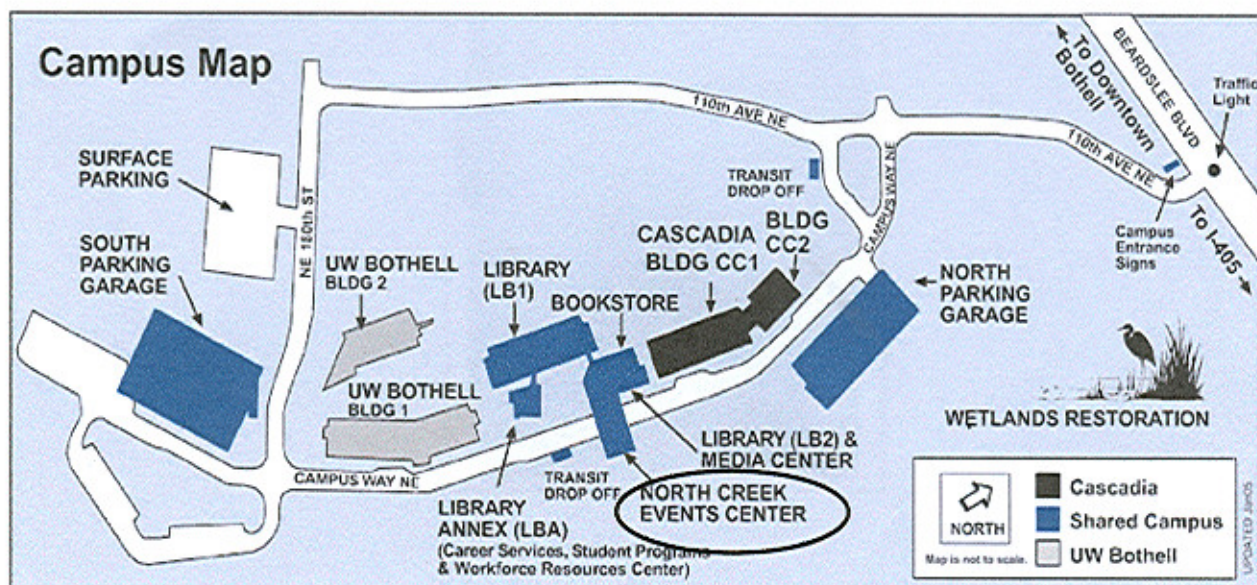 Campus Map
SURFACE
PARKING
SOUTH
PARKING
GARAGE
NE 180th ST
UW BOTHELL
BLDG 2
UW BOTHELL
BLDG 1
LIBRARY
(LB1)
BOOKSTORE
CASCADIA
BLDG CC1
BLDG
CC2
TRANSIT
DROP OFF
110th AVE NE
CAMPUS WAY NE
110th AVE NE
To Downtown
Bothell
BEARDSLEE BLVD
Traffic
Light
To I-405
Campus
Entrance
Signs
NORTH
PARKING
GARAGE
WETLANDS RESTORATION
LIBRARY (LB2) &
MEDIA CENTER
NORTH CREEK
EVENTS CENTER
TRANSIT
DROP OFF
CAMPUS WAY NE
LIBRARY
ANNEX (LBA)
(Career Services, Student Programs
& Workforce Resources Center)
NORTH
Map is not to scale.
Cascadia
Shared Campus
UW Bothell
UPDATED